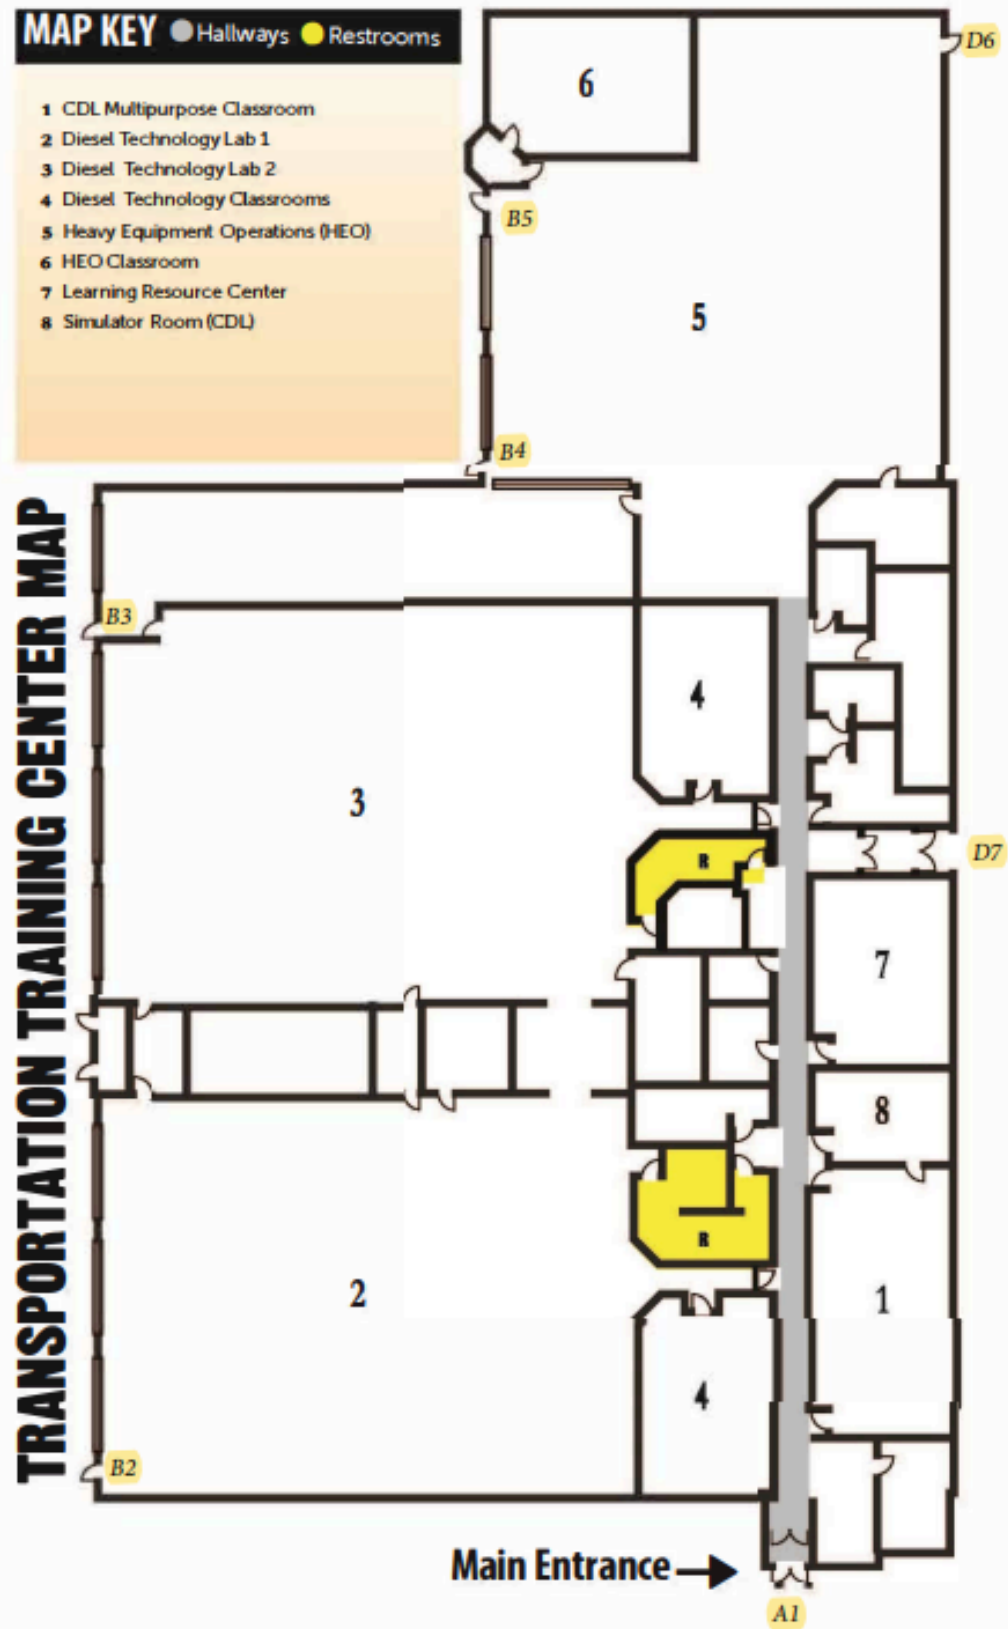 MAP KEY Hallways Restrooms
1 CDL Multipurpose Classroom
2 Diesel Technology Lab 1
3 Diesel Technology Lab 2
4 Diesel Technology Classrooms
5 Heavy Equipment Operations (HEO)
6 HEO Classroom
7 Learning Resource Center
8 Simulator Room (CDL)
TRANSPORTATION TRAINING CENTER MAP
6
D6
B5
5
B4
B3
4
3
R
D7
7
8
R
2
1
4
B2
Main Entrance
A1